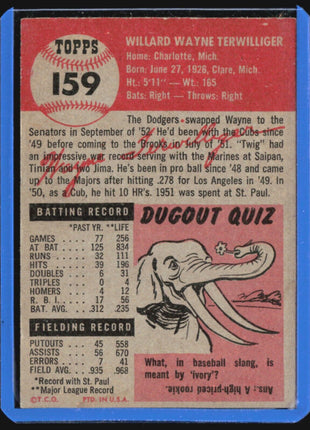 TOPPS
159
WILLARD WAYNE TERWILLIGER
Home: Charlotte, Mich.
Born: June 27, 1926, Clare, Mich.
Ht.: 5'11" — Wt.: 165
Bats: Right — Throws: Right
The Dodgers swapped Wayne to the
Senators in September of '52. He'd been with the Cubs since
'49 before coming to the Brooks in July of '51. "Twig" had
an impressive war record serving with the Marines at Saipan,
Tinian and Iwo Jima. He's been in pro ball since '48 and came
up to the Majors after hitting .278 for Los Angeles in '49. In
'50, as a Cub, he hit 10 HR's. 1951 was spent at St. Paul.
Wayne Terwilliger
BATTING RECORD
*PAST YR. **LIFE
GAMES 77 256
AT BAT 125 834
RUNS 32 111
HITS 39 196
DOUBLES 6 31
TRIPLES 0 4
HOMERS 4 12
R. B. I. 17 56
BATT. AVG. .312 .235
FIELDING RECORD
PUTOUTS 45 558
ASSISTS 56 670
ERRORS 7 40
FIELD. AVG. .935 .968
*Record with St. Paul
**Major League Record
©T.C.G. PTD. IN U.S.A.
DUGOUT QUIZ
What, in baseball slang, is
meant by 'ivory'?
Ans.: A high-priced rookie.